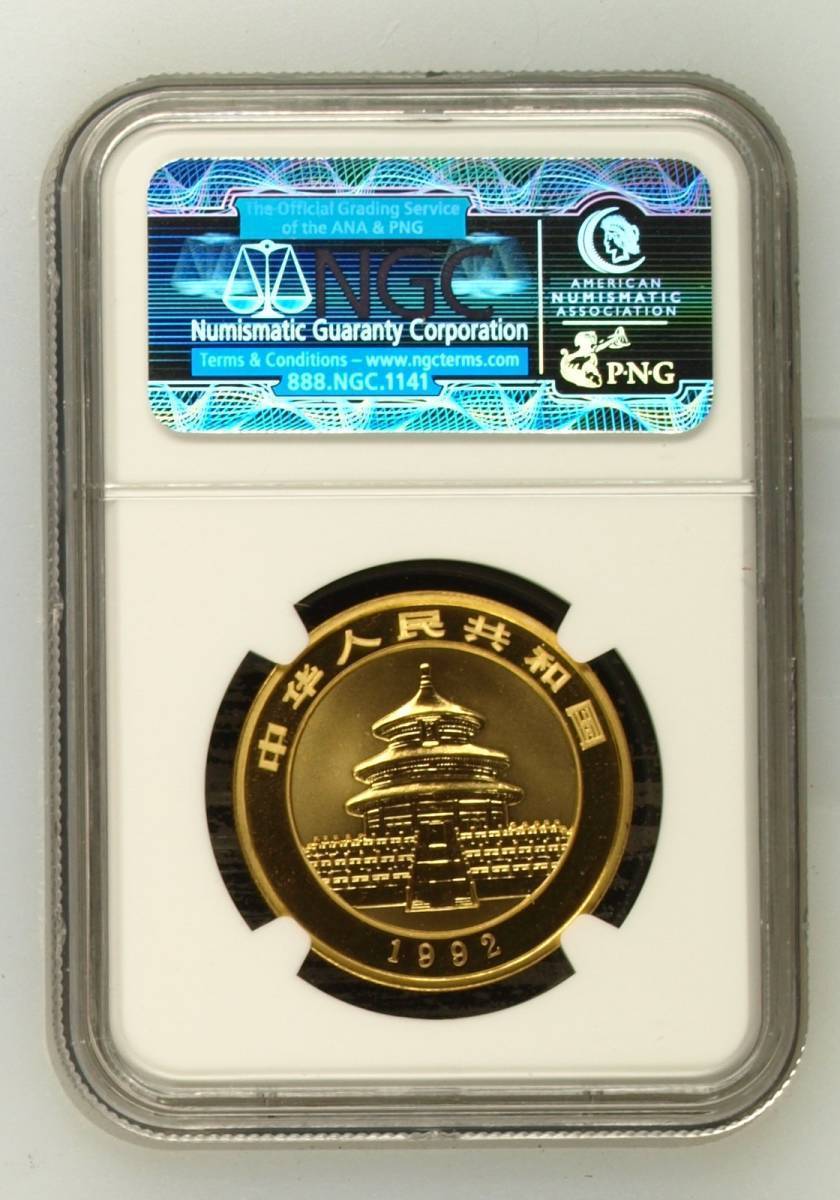 The Official Grading Service
of the ANA & PNG
NGC
Numismatic Guaranty Corporation
Terms & Conditions – www.ngcterms.com
888.NGC.1141
AMERICAN
NUMISMATIC
ASSOCIATION
P·N·G
中华人民共和国
1992